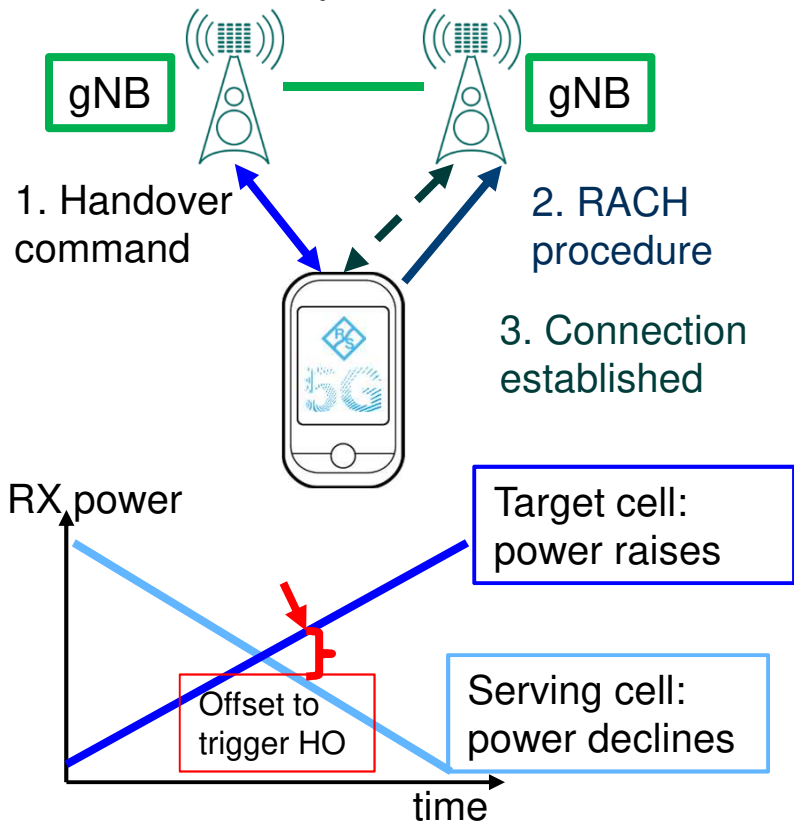 gNB
gNB
1. Handover
command
2. RACH
procedure
3. Connection
established
R&S
5G
RX power
Target cell:
power raises
Offset to
trigger HO
Serving cell:
power declines
time